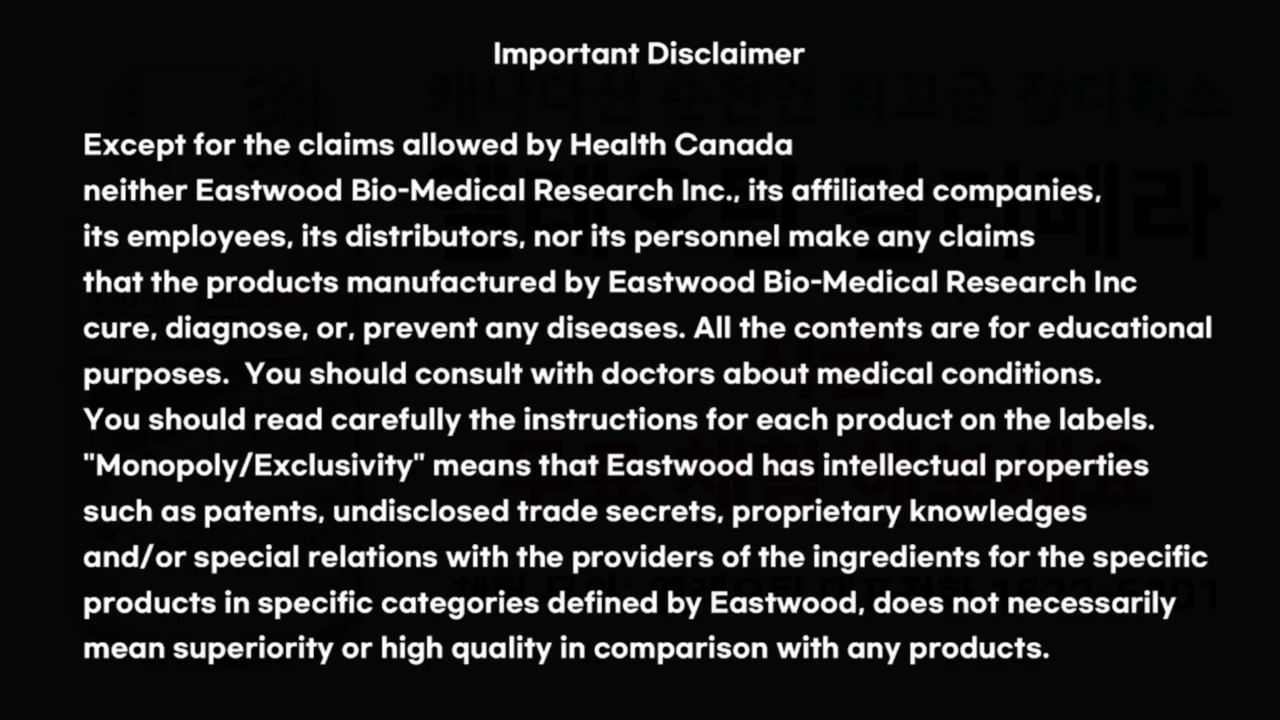 Important Disclaimer
Except for the claims allowed by Health Canada
neither Eastwood Bio-Medical Research Inc., its affiliated companies,
its employees, its distributors, nor its personnel make any claims
that the products manufactured by Eastwood Bio-Medical Research Inc
cure, diagnose, or, prevent any diseases. All the contents are for educational
purposes.  You should consult with doctors about medical conditions.
You should read carefully the instructions for each product on the labels.
"Monopoly/Exclusivity" means that Eastwood has intellectual properties
such as patents, undisclosed trade secrets, proprietary knowledges
and/or special relations with the providers of the ingredients for the specific
products in specific categories defined by Eastwood, does not necessarily
mean superiority or high quality in comparison with any products.